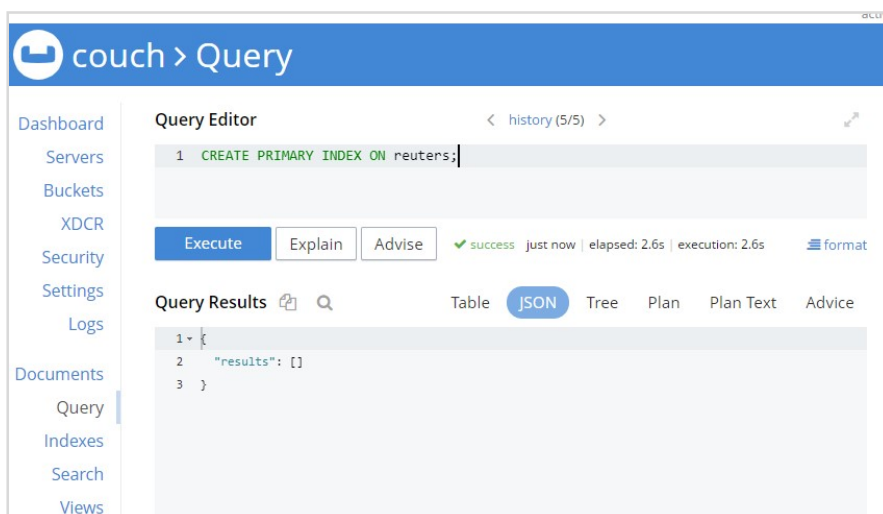 couch > Query
Dashboard
Servers
Buckets
XDCR
Security
Settings
Logs
Documents
Query
Indexes
Search
Views
Query Editor
history (5/5)
1 CREATE PRIMARY INDEX ON reuters;
Execute Explain Advise success just now | elapsed: 2.6s | execution: 2.6s format
Query Results Table JSON Tree Plan Plan Text Advice
1 {
2 "results": []
3 }